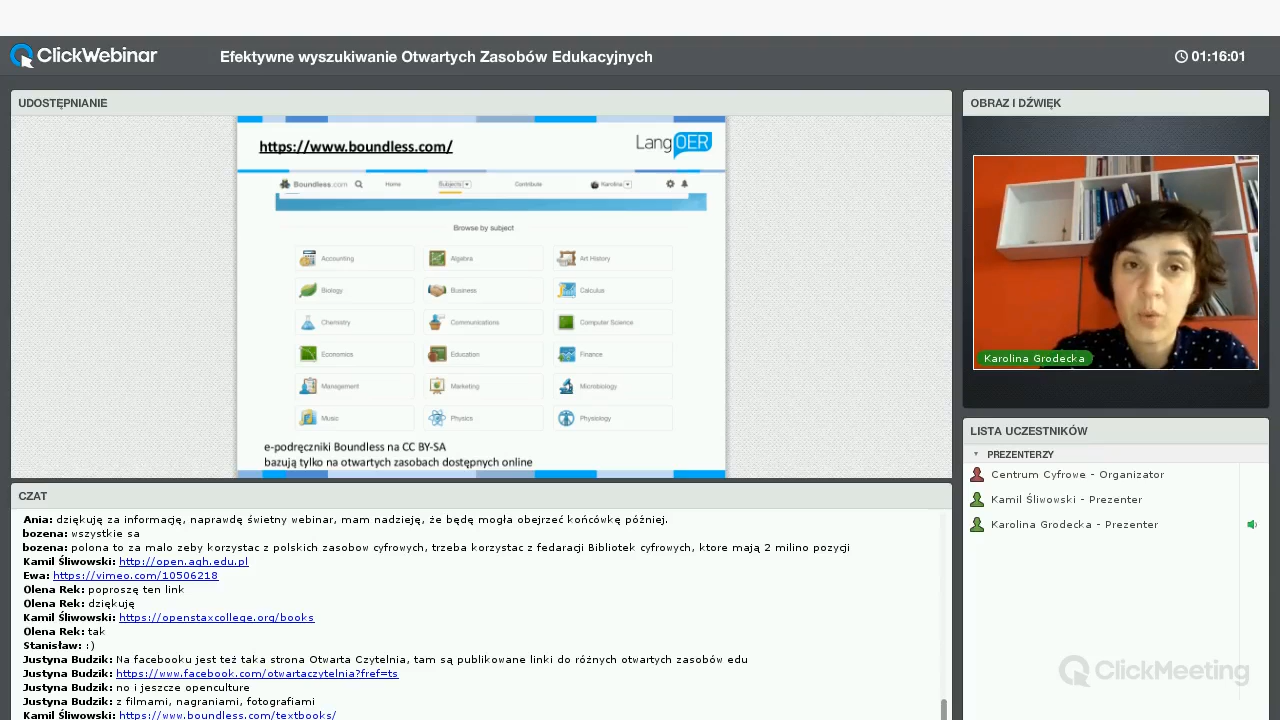 ClickWebinar
Efektywne wyszukiwanie Otwartych Zasobów Edukacyjnych
01:16:01
UDOSTĘPNIANIE
https://www.boundless.com/
LangOER
Boundless.com
Home
Subjects
Contribute
Karolina
Browse by subject
Accounting
Algebra
Art History
Biology
Business
Calculus
Chemistry
Communications
Computer Science
Economics
Education
Finance
Management
Marketing
Microbiology
Music
Physics
Physiology
e-podręczniki Boundless na CC BY-SA
bazują tylko na otwartych zasobach dostępnych online
OBRAZ I DŹWIĘK
Karolina Grodecka
LISTA UCZESTNIKÓW
PREZENTERZY
Centrum Cyfrowe - Organizator
Kamil Śliwowski - Prezenter
Karolina Grodecka - Prezenter
ClickMeeting
CZAT
Ania: dziękuję za informację, naprawdę świetny webinar, mam nadzieję, że będę mogła obejrzeć końcówkę później.
bozena: wszystkie sa
bozena: polona to za malo zeby korzystac z polskich zasobow cyfrowych, trzeba korzystac z fedaracji Bibliotek cyfrowych, ktore mają 2 milino pozycji
Kamil Śliwowski: http://open.agh.edu.pl
Ewa: https://vimeo.com/10506218
Olena Rek: poproszę ten link
Olena Rek: dziękuję
Kamil Śliwowski: https://openstaxcollege.org/books
Olena Rek: tak
Stanisław: :)
Justyna Budzik: Na facebooku jest też taka strona Otwarta Czytelnia, tam są publikowane linki do różnych otwartych zasobów edu
Justyna Budzik: https://www.facebook.com/otwartaczytelnia?fref=ts
Justyna Budzik: no i jeszcze openculture
Justyna Budzik: z filmami, nagraniami, fotografiami
Kamil Śliwowski: https://www.boundless.com/textbooks/